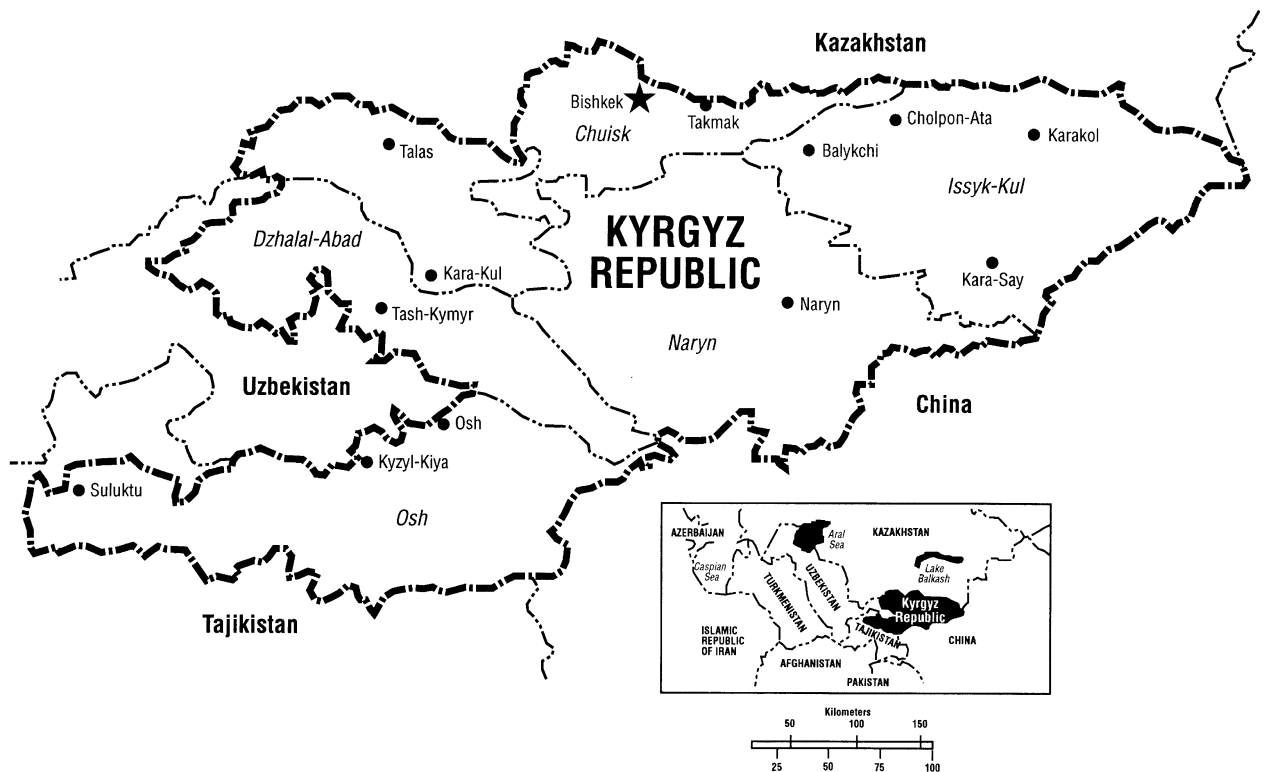 Kazakhstan
Bishkek
Chuisk
Takmak
Cholpon-Ata
Karakol
Talas
Balykchi
Issyk-Kul
KYRGYZ
REPUBLIC
Dzhalal-Abad
Kara-Kul
Kara-Say
Tash-Kymyr
Naryn
Naryn
Uzbekistan
China
Osh
Kyzyl-Kiya
Suluktu
Osh
Tajikistan
AZERBAIJAN
Aral
Sea
KAZAKHSTAN
Caspian
Sea
TURKMENISTAN
UZBEKISTAN
Lake
Balkash
Kyrgyz
Republic
TAJIKISTAN
CHINA
ISLAMIC
REPUBLIC
OF IRAN
AFGHANISTAN
PAKISTAN
Kilometers
50 100 150
25 50 75 100